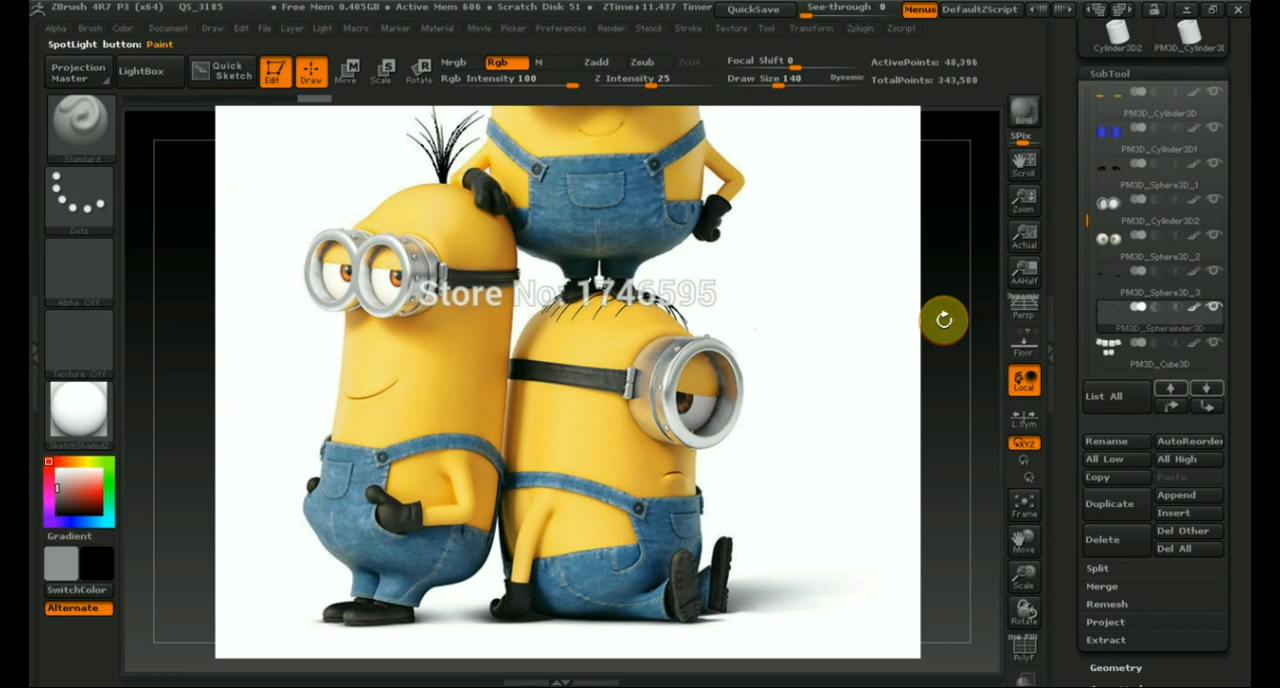 ZBrush 4R7 P3 (x64) QS_3185 • Free Mem 0.405GB • Active Mem 606 • Scratch Disk 51 • ZTime▸11.437 Timer QuickSave See-through 0 Menus DefaultZScript
Alpha Brush Color Document Draw Edit File Layer Light Macro Marker Material Movie Picker Preferences Render Stencil Stroke Texture Tool Transform Zplugin Zscript
SpotLight button: Paint
Projection Master
LightBox
Quick Sketch
Edit
Draw
Move
Scale
Rotate
Mrgb Rgb M Zadd Zsub Zcut
Rgb Intensity 100 Z Intensity 25
Focal Shift 0
Draw Size 140 Dynamic
ActivePoints: 48,396
TotalPoints: 343,580
Standard
Dots
Alpha Off
Texture Off
SketchShaded2
Gradient
SwitchColor
Alternate
Store No: 1746595
BPR
SPix
Scroll
Zoom
Actual
AAHalf
Dynamic
Persp
Floor
Local
L.Sym
XYZ
Frame
Move
Scale
Rotate
Line Fill
PolyF
Cylinder3D2
SubTool
PM3D_Cylinder3D
PM3D_Cylinder3D1
PM3D_Sphere3D_1
PM3D_Cylinder3D2
PM3D_Sphere3D_2
PM3D_Sphere3D_3
PM3D_Sphereinder3D
PM3D_Cube3D
List All
Rename AutoReorder
All Low All High
Copy Paste
Duplicate
Append
Insert
Delete
Del Other
Del All
Split
Merge
Remesh
Project
Extract
Geometry